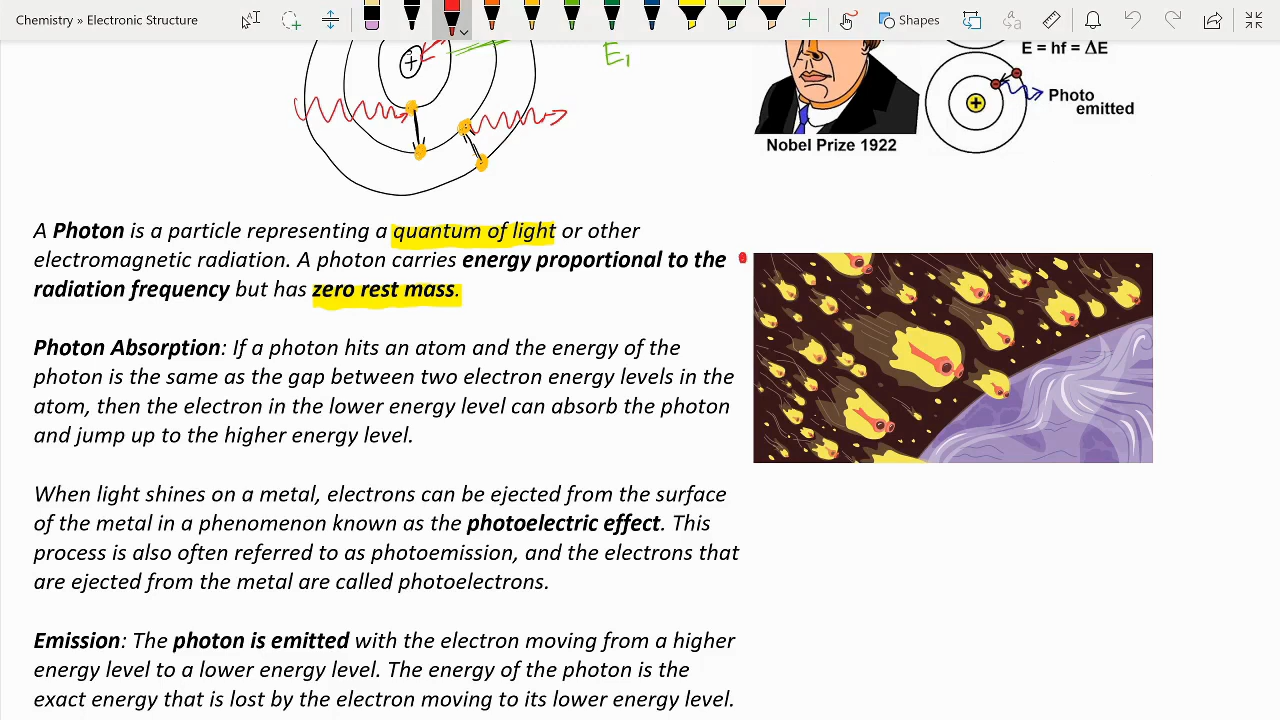 Chemistry » Electronic Structure
Shapes
E₁
E = hf = ΔE
+
+
Photo
emitted
Nobel Prize 1922
A Photon is a particle representing a quantum of light or other
electromagnetic radiation. A photon carries energy proportional to the
radiation frequency but has zero rest mass.
Photon Absorption: If a photon hits an atom and the energy of the
photon is the same as the gap between two electron energy levels in the
atom, then the electron in the lower energy level can absorb the photon
and jump up to the higher energy level.
When light shines on a metal, electrons can be ejected from the surface
of the metal in a phenomenon known as the photoelectric effect. This
process is also often referred to as photoemission, and the electrons that
are ejected from the metal are called photoelectrons.
Emission: The photon is emitted with the electron moving from a higher
energy level to a lower energy level. The energy of the photon is the
exact energy that is lost by the electron moving to its lower energy level.